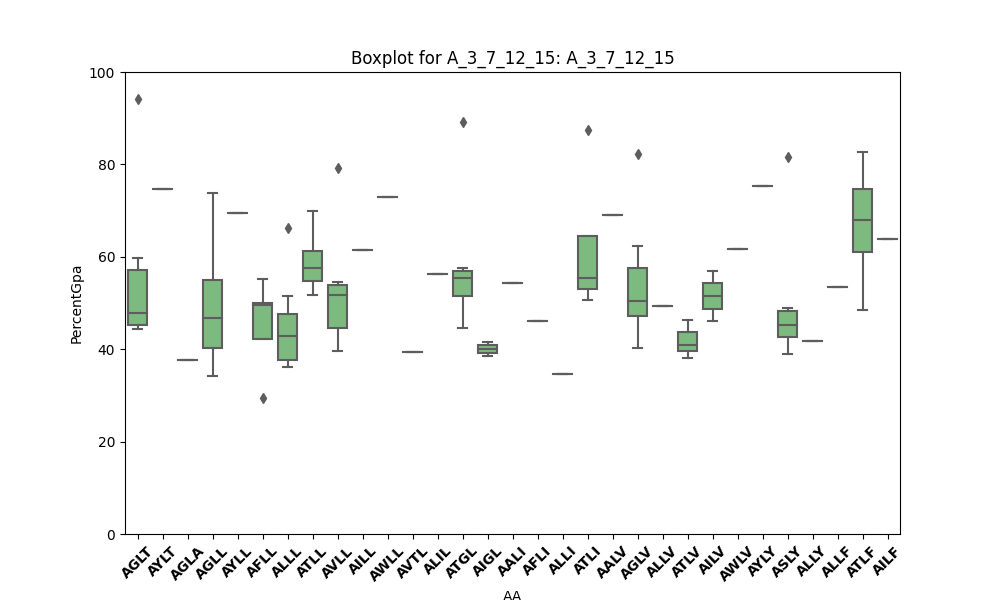 Boxplot for A_3_7_12_15: A_3_7_12_15
PercentGpa
100
80
60
40
20
0
AGLT AYLT AGLA AGLL AYLL AFLL ALLL ATLL AVLL AILL AWLL AVTL ALIL ATGL AIGL AALI AFLI ALLI ATLI AALV AGLV ALLV ATLV AILV AWLV AYLY ASLY ALLY ALLF ATLF AILF
AA